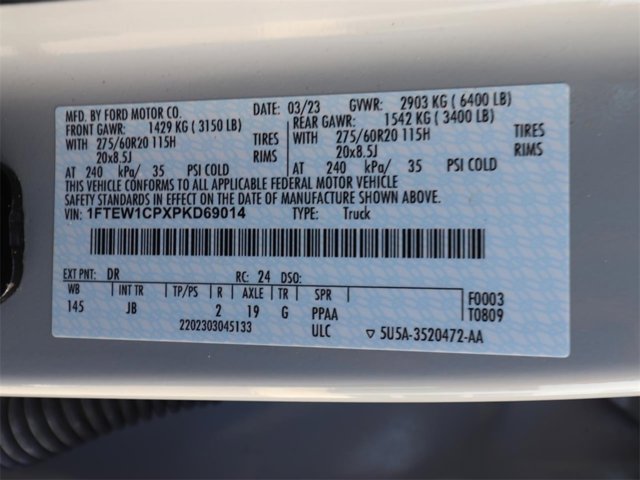 MFD. BY FORD MOTOR CO. DATE: 03/23 GVWR: 2903 KG ( 6400 LB)
FRONT GAWR: 1429 KG ( 3150 LB) REAR GAWR: 1542 KG ( 3400 LB)
WITH 275/60R20 115H TIRES WITH 275/60R20 115H TIRES
20x8.5J RIMS 20x8.5J RIMS
AT 240 kPa/ 35 PSI COLD AT 240 kPa/ 35 PSI COLD
THIS VEHICLE CONFORMS TO ALL APPLICABLE FEDERAL MOTOR VEHICLE
SAFETY AND THEFT PREVENTION STANDARDS IN EFFECT ON THE DATE OF MANUFACTURE SHOWN ABOVE.
VIN: 1FTEW1CPXPKD69014 TYPE: Truck
EXT PNT: DR RC: 24 DSO: F0003
WB INT TR TP/PS R AXLE TR SPR T0809
145 JB 2 19 G PPAA
2202303045133 ULC ▽ 5U5A-3520472-AA